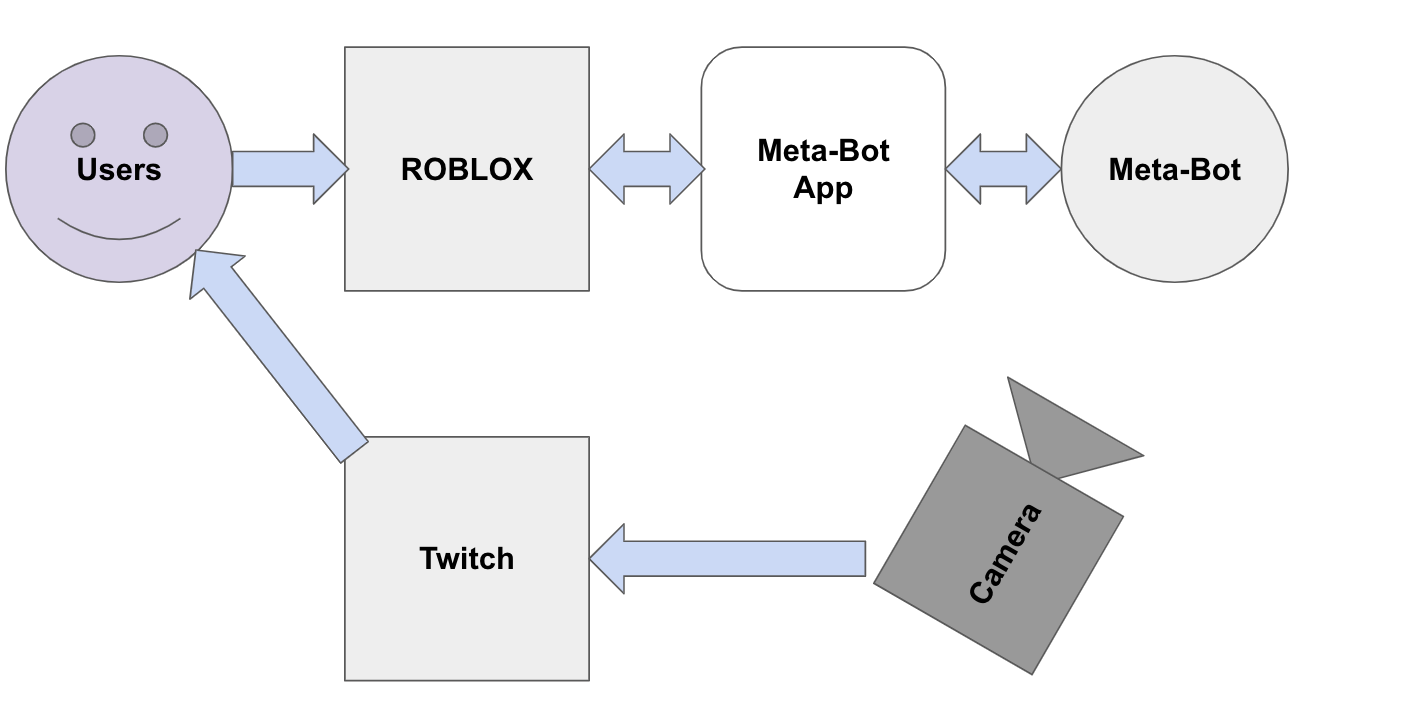 Users
ROBLOX
Meta-Bot
App
Meta-Bot
Twitch
Camera